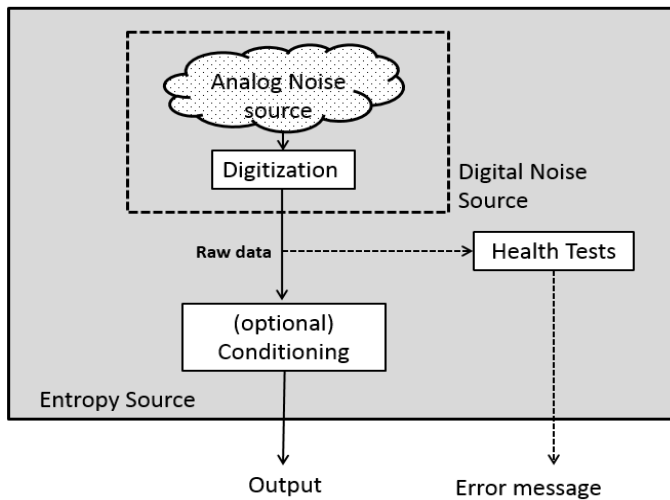 Analog Noise
source
Digitization
Digital Noise
Source
Raw data
Health Tests
(optional)
Conditioning
Entropy Source
Output
Error message